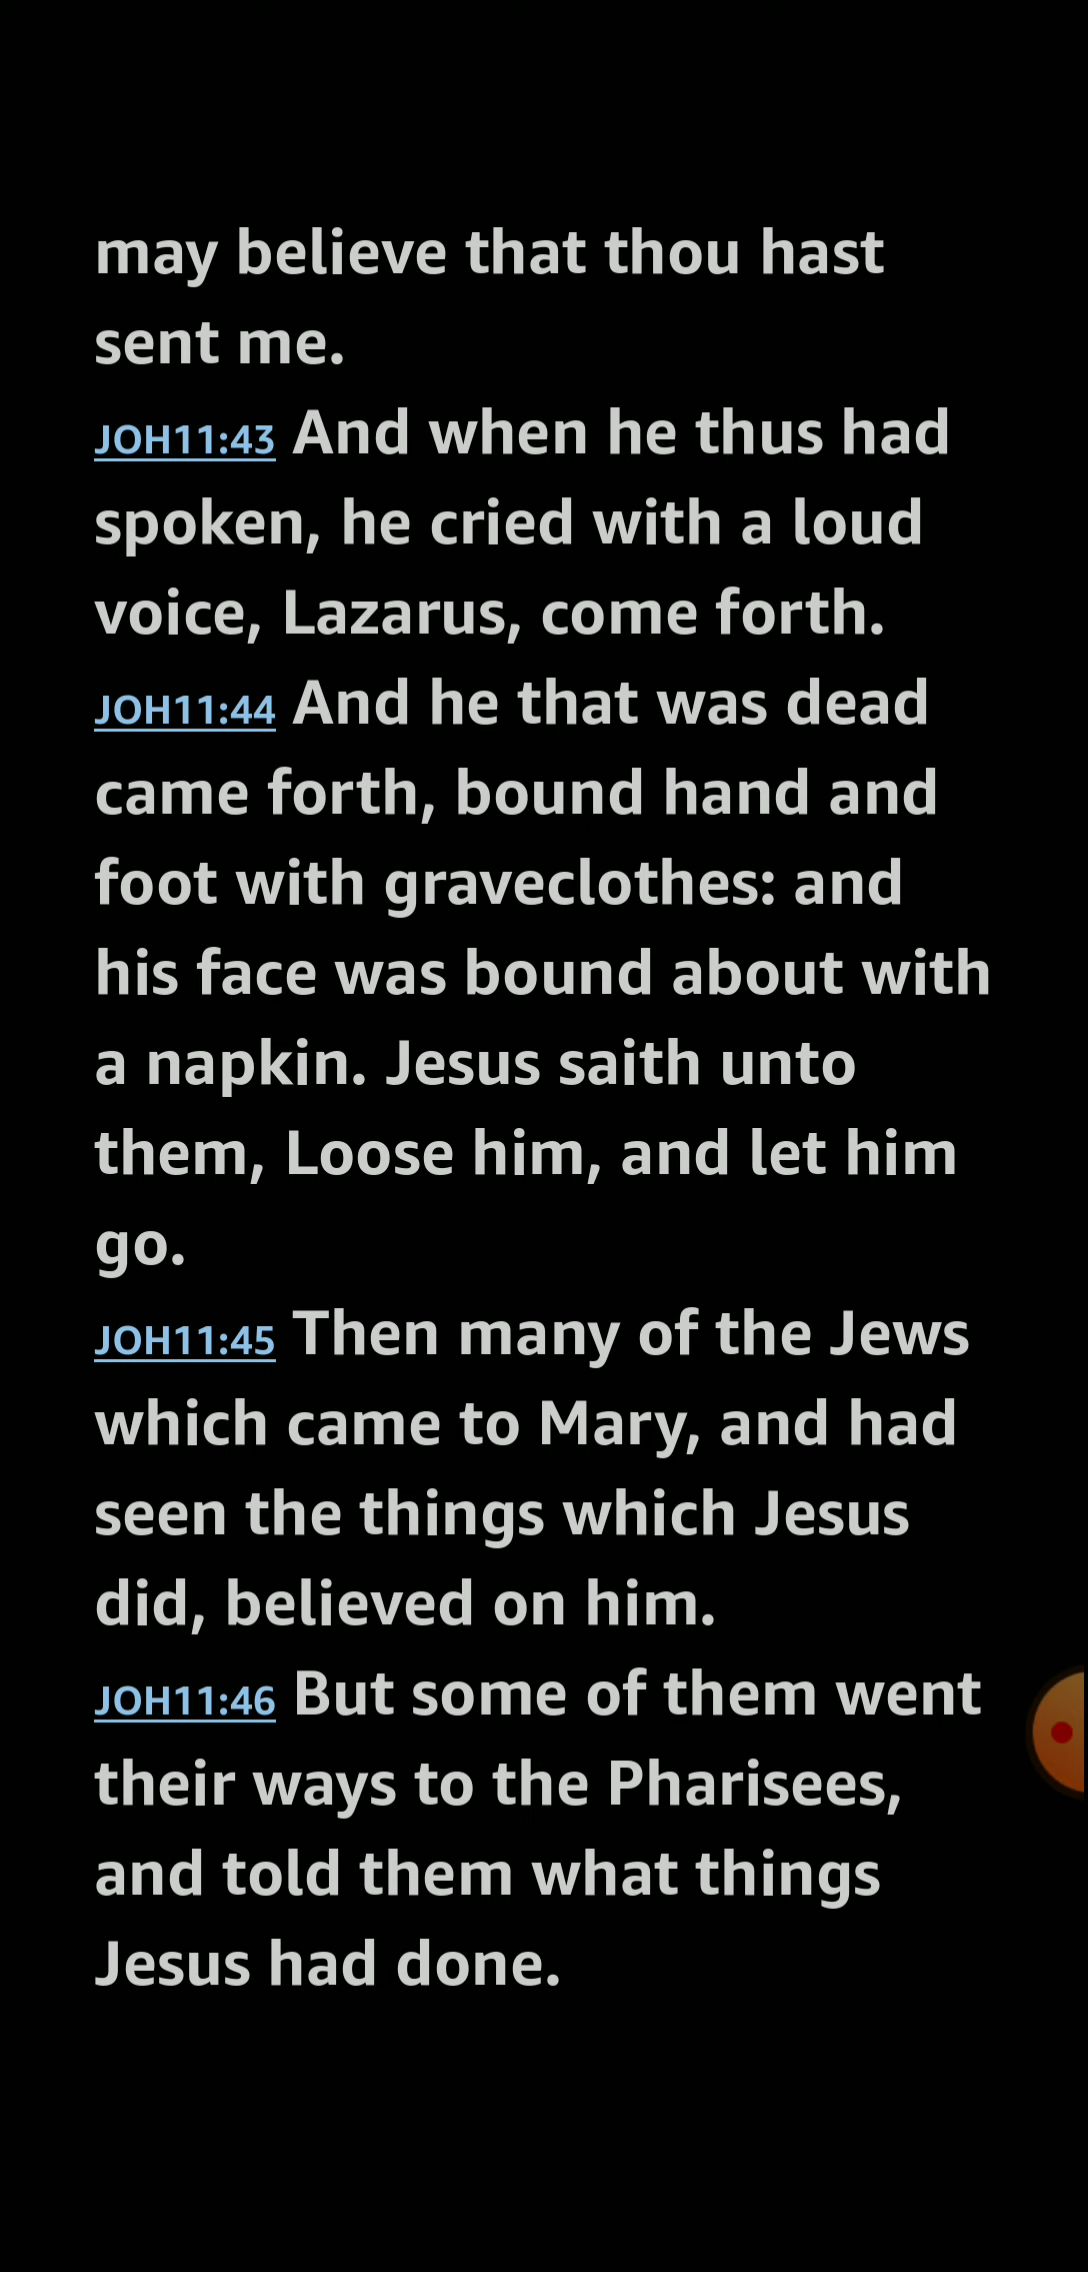 may believe that thou hast
sent me.
JOH11:43 And when he thus had
spoken, he cried with a loud
voice, Lazarus, come forth.
JOH11:44 And he that was dead
came forth, bound hand and
foot with graveclothes: and
his face was bound about with
a napkin. Jesus saith unto
them, Loose him, and let him
go.
JOH11:45 Then many of the Jews
which came to Mary, and had
seen the things which Jesus
did, believed on him.
JOH11:46 But some of them went
their ways to the Pharisees,
and told them what things
Jesus had done.